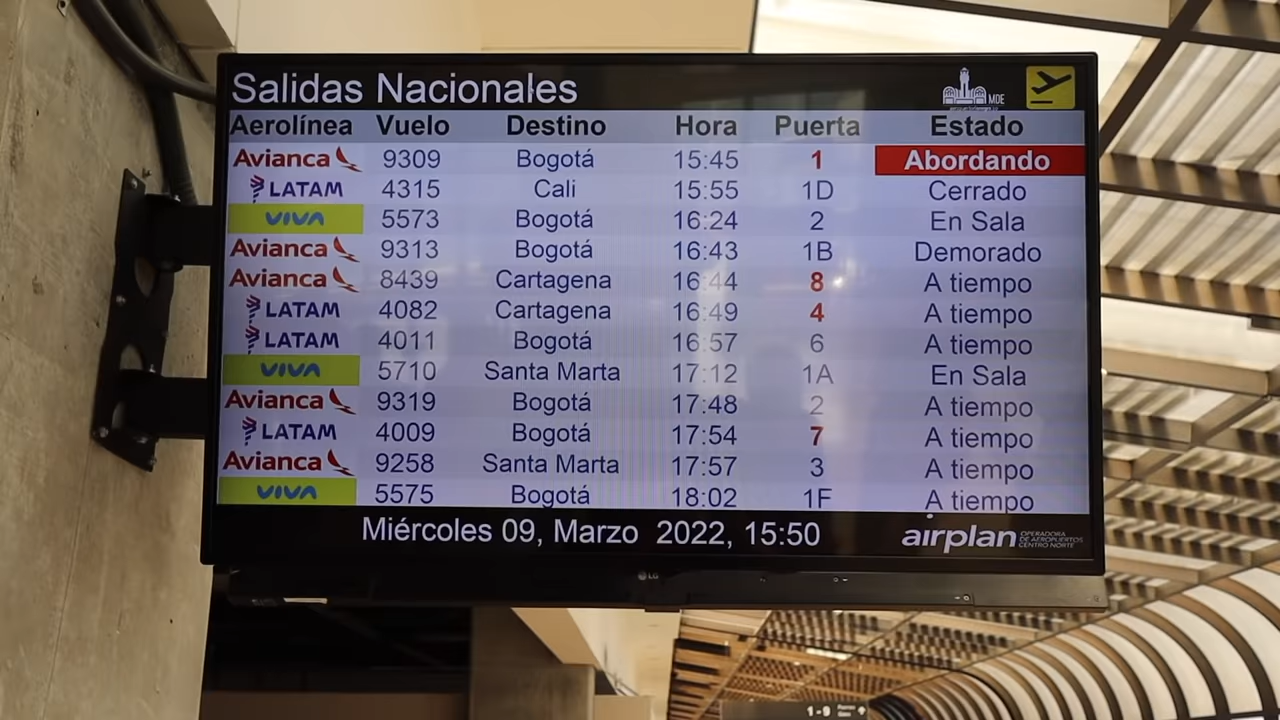 Salidas Nacionales
MDE
Aerolínea Vuelo Destino Hora Puerta Estado
Avianca 9309 Bogotá 15:45 1 Abordando
LATAM 4315 Cali 15:55 1D Cerrado
VIVA 5573 Bogotá 16:24 2 En Sala
Avianca 9313 Bogotá 16:43 1B Demorado
Avianca 8439 Cartagena 16:44 8 A tiempo
LATAM 4082 Cartagena 16:49 4 A tiempo
LATAM 4011 Bogotá 16:57 6 A tiempo
VIVA 5710 Santa Marta 17:12 1A En Sala
Avianca 9319 Bogotá 17:48 2 A tiempo
LATAM 4009 Bogotá 17:54 7 A tiempo
Avianca 9258 Santa Marta 17:57 3 A tiempo
VIVA 5575 Bogotá 18:02 1F A tiempo
Miércoles 09, Marzo 2022, 15:50
airplan OPERADORA DE AEROPUERTOS CENTRO NORTE
LG
1-9